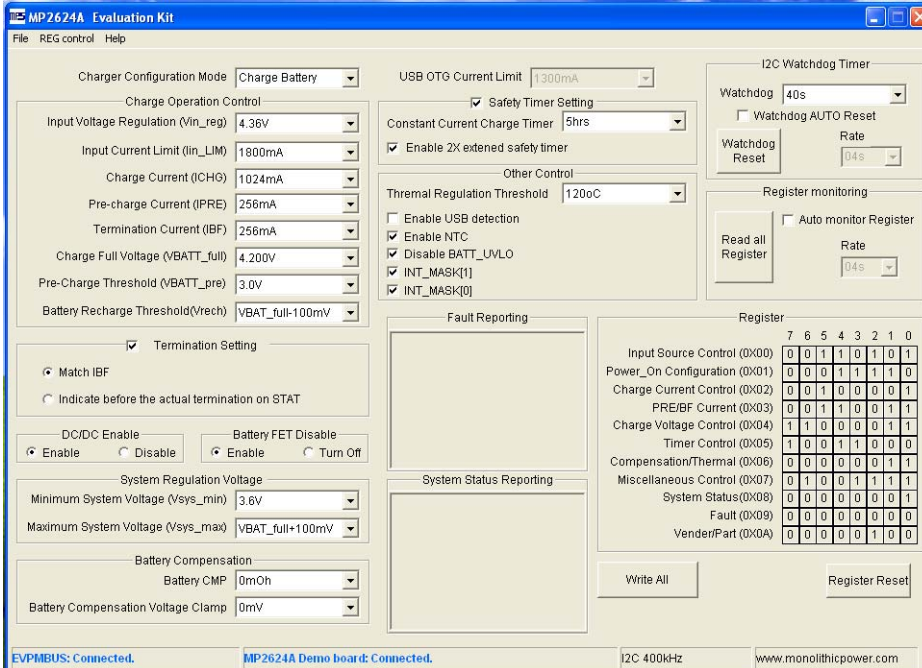 MP2624A Evaluation Kit
File REG control Help
Charger Configuration Mode Charge Battery
Charge Operation Control
Input Voltage Regulation (Vin_reg) 4.36V
Input Current Limit (Iin_LIM) 1800mA
Charge Current (ICHG) 1024mA
Pre-charge Current (IPRE) 256mA
Termination Current (IBF) 256mA
Charge Full Voltage (VBATT_full) 4.200V
Pre-Charge Threshold (VBATT_pre) 3.0V
Battery Recharge Threshold(Vrech) VBAT_full-100mV
Termination Setting
Match IBF
Indicate before the actual termination on STAT
DC/DC Enable
Enable Disable
Battery FET Disable
Enable Turn Off
System Regulation Voltage
Minimum System Voltage (Vsys_min) 3.6V
Maximum System Voltage (Vsys_max) VBAT_full+100mV
Battery Compensation
Battery CMP 0mOh
Battery Compensation Voltage Clamp 0mV
USB OTG Current Limit 1300mA
Safety Timer Setting
Constant Current Charge Timer 5hrs
Enable 2X extened safety timer
Other Control
Thremal Regulation Threshold 120oC
Enable USB detection
Enable NTC
Disable BATT_UVLO
INT_MASK[1]
INT_MASK[0]
Fault Reporting
System Status Reporting
I2C Watchdog Timer
Watchdog 40s
Watchdog AUTO Reset
Watchdog Reset
Rate
04s
Register monitoring
Read all Register
Auto monitor Register
Rate
04s
Register
7 6 5 4 3 2 1 0
Input Source Control (0X00) 0 0 1 1 0 1 0 1
Power_On Configuration (0X01) 0 0 0 1 1 1 1 0
Charge Current Control (0X02) 0 0 1 0 0 0 0 1
PRE/BF Current (0X03) 0 0 1 1 0 0 1 1
Charge Voltage Control (0X04) 1 1 0 0 0 0 1 1
Timer Control (0X05) 1 0 0 1 1 0 0 0
Compensation/Thermal (0X06) 0 0 0 0 0 0 1 1
Miscellaneous Control (0X07) 0 1 0 0 1 1 1 1
System Status(0X08) 0 0 0 0 0 0 0 1
Fault (0X09) 0 0 0 0 0 0 0 0
Vender/Part (0X0A) 0 0 0 0 0 1 0 0
Write All
Register Reset
EVPMBUS: Connected. MP2624A Demo board: Connected. I2C 400kHz www.monolithicpower.com